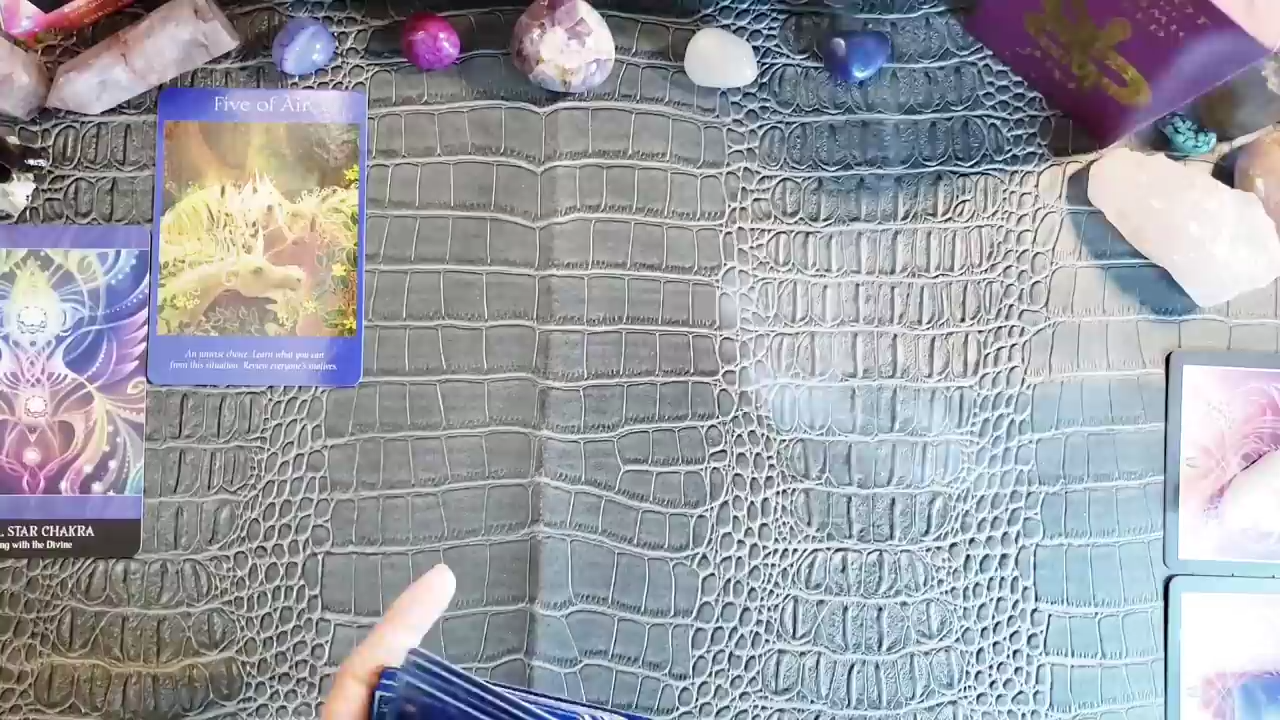 Five of Air
An unwise choice. Learn what you can
from this situation. Review everyone's motives.
STAR CHAKRA
with the Divine